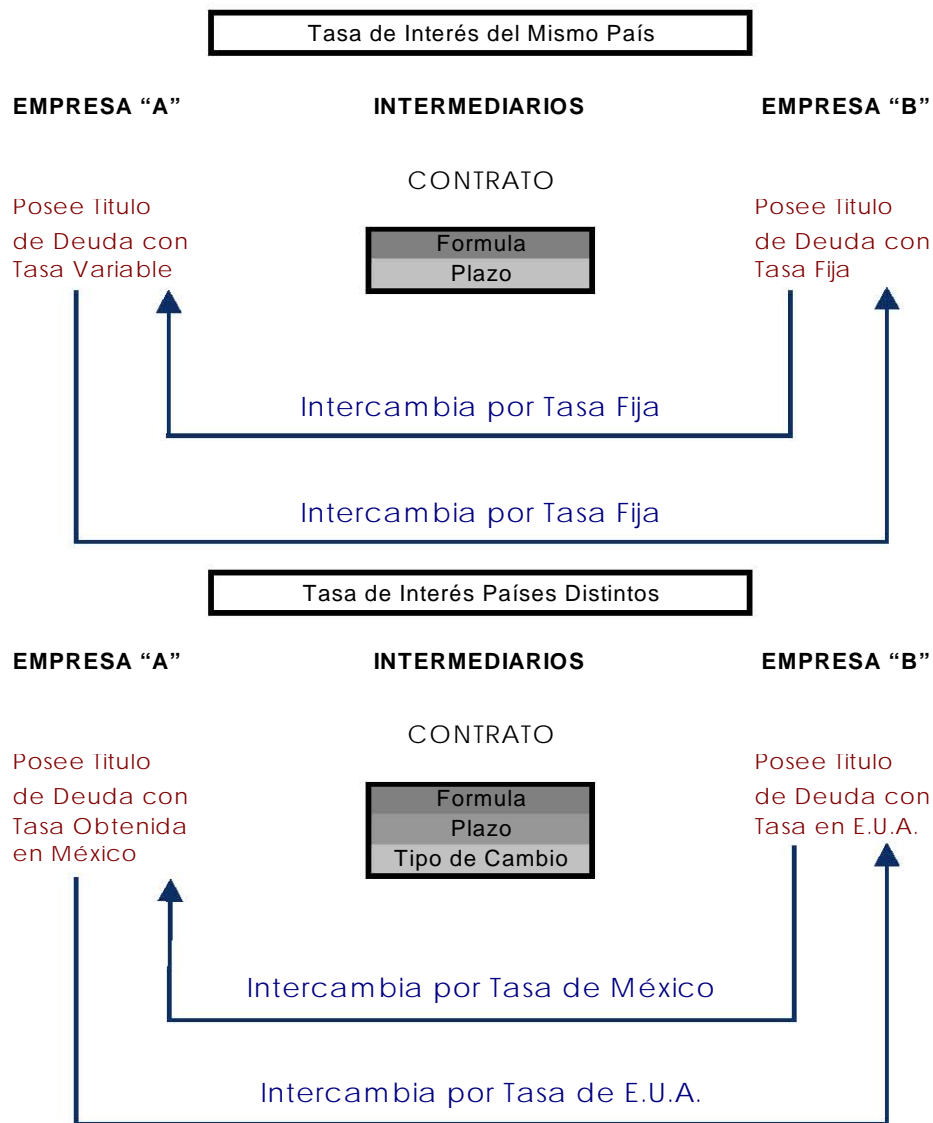 Tasa de Interés del Mismo País
EMPRESA “A”
INTERMEDIARIOS
EMPRESA “B”
CONTRATO
Posee Titulo
de Deuda con
Tasa Variable
Formula
Plazo
Posee Titulo
de Deuda con
Tasa Fija
Intercambia por Tasa Fija
Intercambia por Tasa Fija
Tasa de Interés Países Distintos
EMPRESA “A”
INTERMEDIARIOS
EMPRESA “B”
CONTRATO
Posee Titulo
de Deuda con
Tasa Obtenida
en México
Formula
Plazo
Tipo de Cambio
Posee Titulo
de Deuda con
Tasa en E.U.A.
Intercambia por Tasa de México
Intercambia por Tasa de E.U.A.